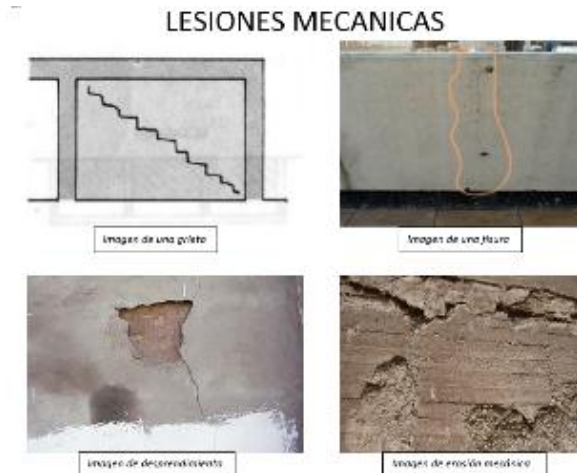 LESIONES MECANICAS
Imagen de una grieta
Imagen de una fisura
Imagen de desprendimiento
Imagen de erosión mecánica